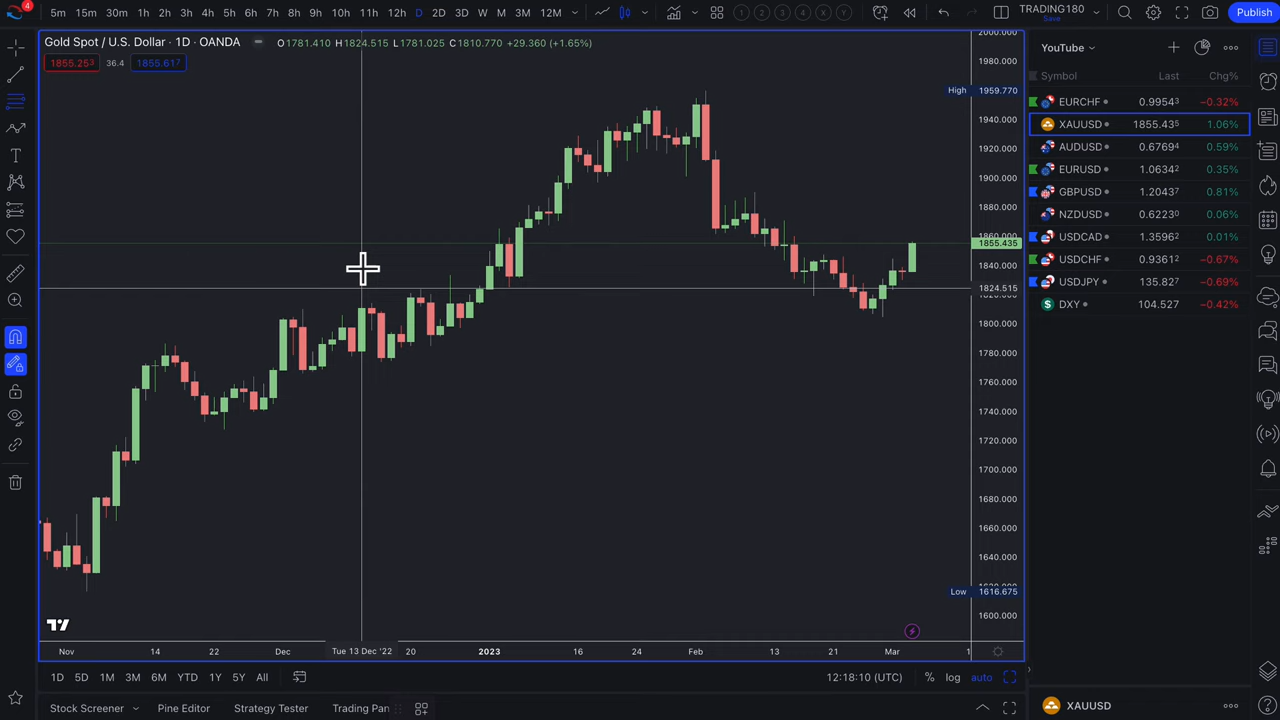 4
5m 15m 30m 1h 2h 3h 4h 5h 6h 7h 8h 9h 10h 11h 12h D 2D W M 3M 12M 1 2 3 4 X Y TRADING180 Publish
Save
Gold Spot / U.S. Dollar · 1D · OANDA O1781.410 H1824.515 L1781.025 C1810.770 +29.360 (+1.65%)
1855.253 36.4 1855.617
2000.000
1980.000
High 1959.770
1940.000
1920.000
1900.000
1880.000
1860.000
1855.435
1840.000
1824.515
1800.000
1780.000
1760.000
1740.000
1720.000
1700.000
1680.000
1660.000
1640.000
Low 1616.675
1600.000
Nov 14 22 Dec Tue 13 Dec '22 20 2023 16 24 Feb 13 21 Mar
1D 5D 1M 3M 6M YTD 1Y 5Y All 12:18:10 (UTC) % log auto
Stock Screener Pine Editor Strategy Tester Trading Pan
YouTube
Symbol Last Chg%
EURCHF 0.99543 −0.32%
XAUUSD 1855.435 1.06%
AUDUSD 0.67694 0.59%
EURUSD 1.06342 0.35%
GBPUSD 1.20437 0.81%
NZDUSD 0.62230 0.06%
USDCAD 1.35962 0.01%
USDCHF 0.93612 −0.67%
USDJPY 135.827 −0.69%
DXY 104.527 −0.42%
XAUUSD